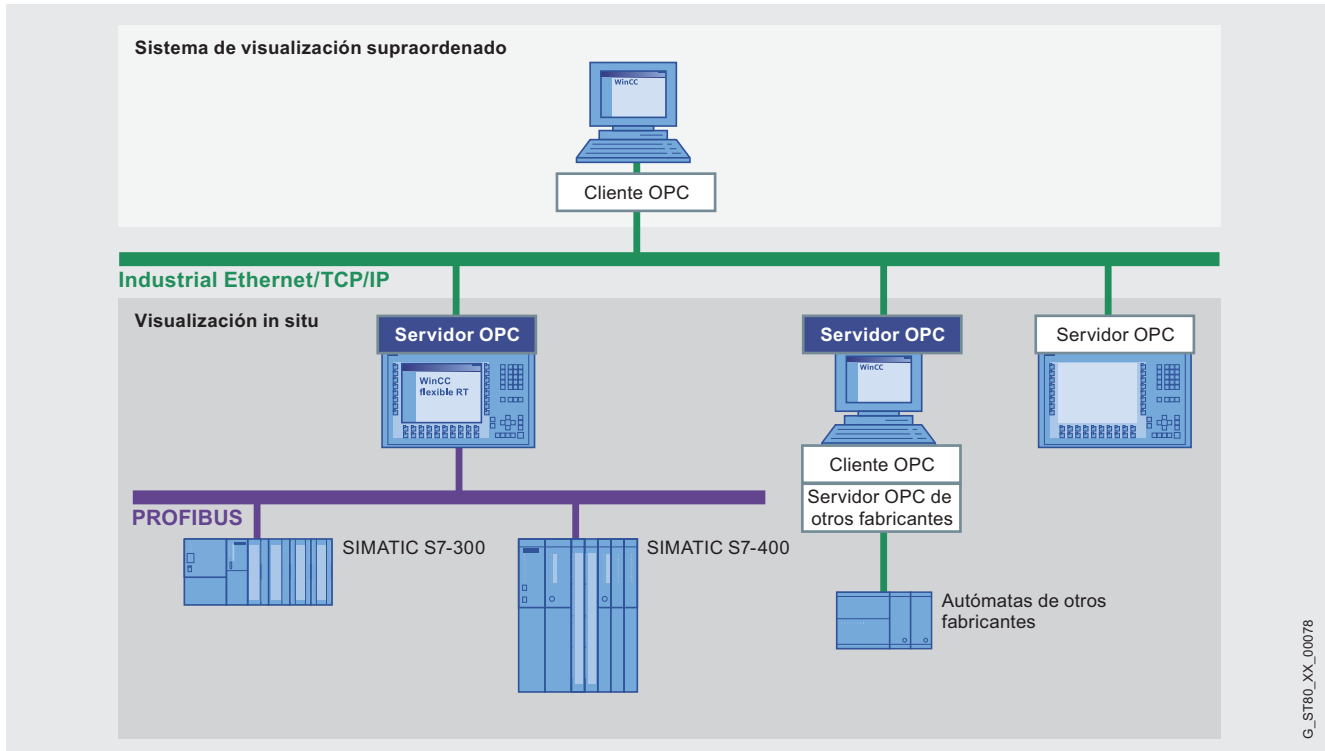 Sistema de visualización supraordenado
WinCC
Cliente OPC
Industrial Ethernet/TCP/IP
Visualización in situ
Servidor OPC
Servidor OPC
Servidor OPC
WinCC
flexible RT
WinCC
Cliente OPC
Servidor OPC de
otros fabricantes
PROFIBUS
SIMATIC S7-300
SIMATIC S7-400
Autómatas de otros
fabricantes
G_ST80_XX_00078